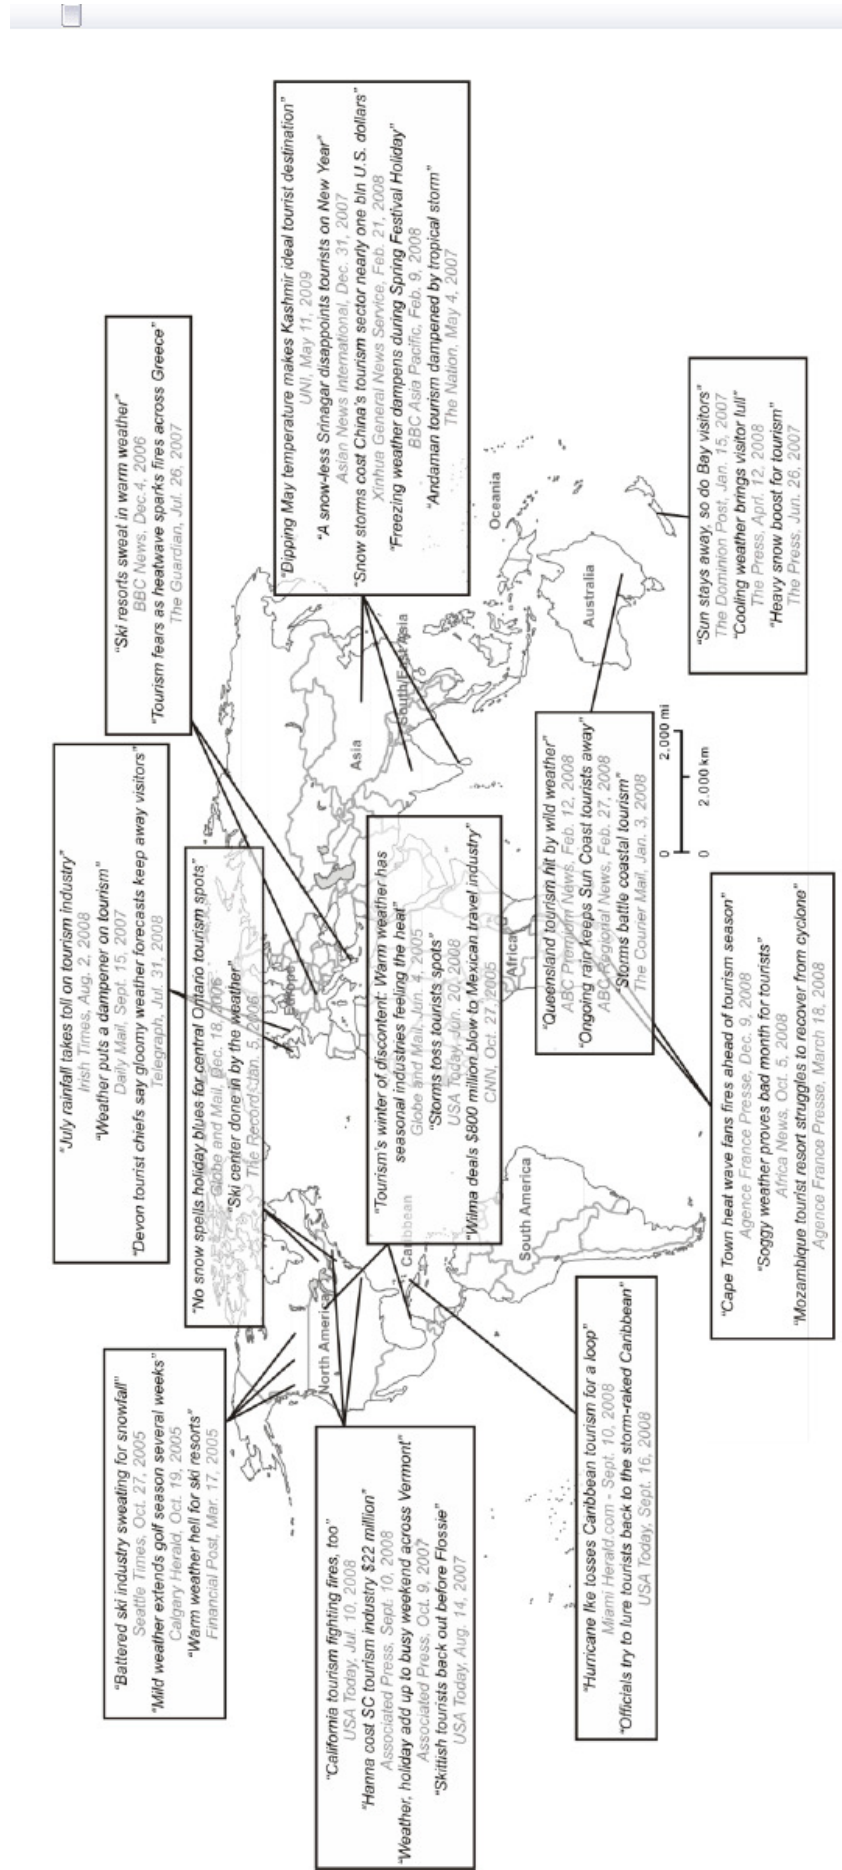 “Battered ski industry sweating for snowfall”
Seattle Times, Oct. 27, 2005
“Mild weather extends golf season several weeks”
Calgary Herald, Oct. 19, 2005
“Warm weather hell for ski resorts”
Financial Post, Mar. 17, 2005
“July rainfall takes toll on tourism industry”
Irish Times, Aug. 2, 2008
“Weather puts a dampener on tourism”
Daily Mail, Sept. 15, 2007
“Devon tourist chiefs say gloomy weather forecasts keep away visitors”
Telegraph, Jul. 31, 2008
“No snow spells holiday blues for central Ontario tourism spots”
Globe and Mail, Dec. 18, 2006
“Ski center done in by the weather”
The Record, Jan. 5, 2006
“Ski resorts sweat in warm weather”
BBC News, Dec.4, 2006
“Tourism fears as heatwave sparks fires across Greece”
The Guardian, Jul. 26, 2007
“Dipping May temperature makes Kashmir ideal tourist destination”
UNI, May 11, 2009
“A snow-less Srinagar disappoints tourists on New Year”
Asian News International, Dec. 31, 2007
“Snow storms cost China's tourism sector nearly one bln U.S. dollars”
Xinhua General News Service, Feb. 21, 2008
“Freezing weather dampens during Spring Festival Holiday”
BBC Asia Pacific, Feb. 9, 2008
“Andaman tourism dampened by tropical storm”
The Nation, May 4, 2007
“California tourism fighting fires, too”
USA Today, Jul. 10, 2008
“Hanna cost SC tourism industry $22 million”
Associated Press, Sept. 10, 2008
“Weather, holiday add up to busy weekend across Vermont”
Associated Press, Oct. 9, 2007
“Skittish tourists back out before Flossie”
USA Today, Aug. 14, 2007
“Tourism's winter of discontent: Warm weather has
seasonal industries feeling the heat”
Globe and Mail, Jun. 4, 2005
“Storms toss tourists spots”
USA Today, Jun. 20, 2008
“Wilma deals $800 million blow to Mexican travel industry”
CNN, Oct. 27, 2005
“Hurricane Ike tosses Caribbean tourism for a loop”
Miami Herald.com - Sept. 10, 2008
“Officials try to lure tourists back to the storm-raked Caribbean”
USA Today, Sept. 16, 2008
“Queensland tourism hit by wild weather”
ABC Premium News, Feb. 12, 2008
“Ongoing rain keeps Sun Coast tourists away”
ABC Regional News, Feb. 27, 2008
“Storms battle coastal tourism”
The Courier Mail, Jan. 3, 2008
“Cape Town heat wave fans fires ahead of tourism season”
Agence France Presse, Dec. 9, 2008
“Soggy weather proves bad month for tourists”
Africa News, Oct. 5, 2008
“Mozambique tourist resort struggles to recover from cyclone”
Agence France Presse, March 18, 2008
“Sun stays away, so do Bay visitors”
The Dominion Post, Jan. 15, 2007
“Cooling weather brings visitor lull”
The Press, Aprl. 12, 2008
“Heavy snow boost for tourism”
The Press, Jun. 26, 2007
North America
Europe
Asia
South/East Asia
Caribbean
Africa
Oceania
South America
Australia
0 2.000 mi
0 2.000 km